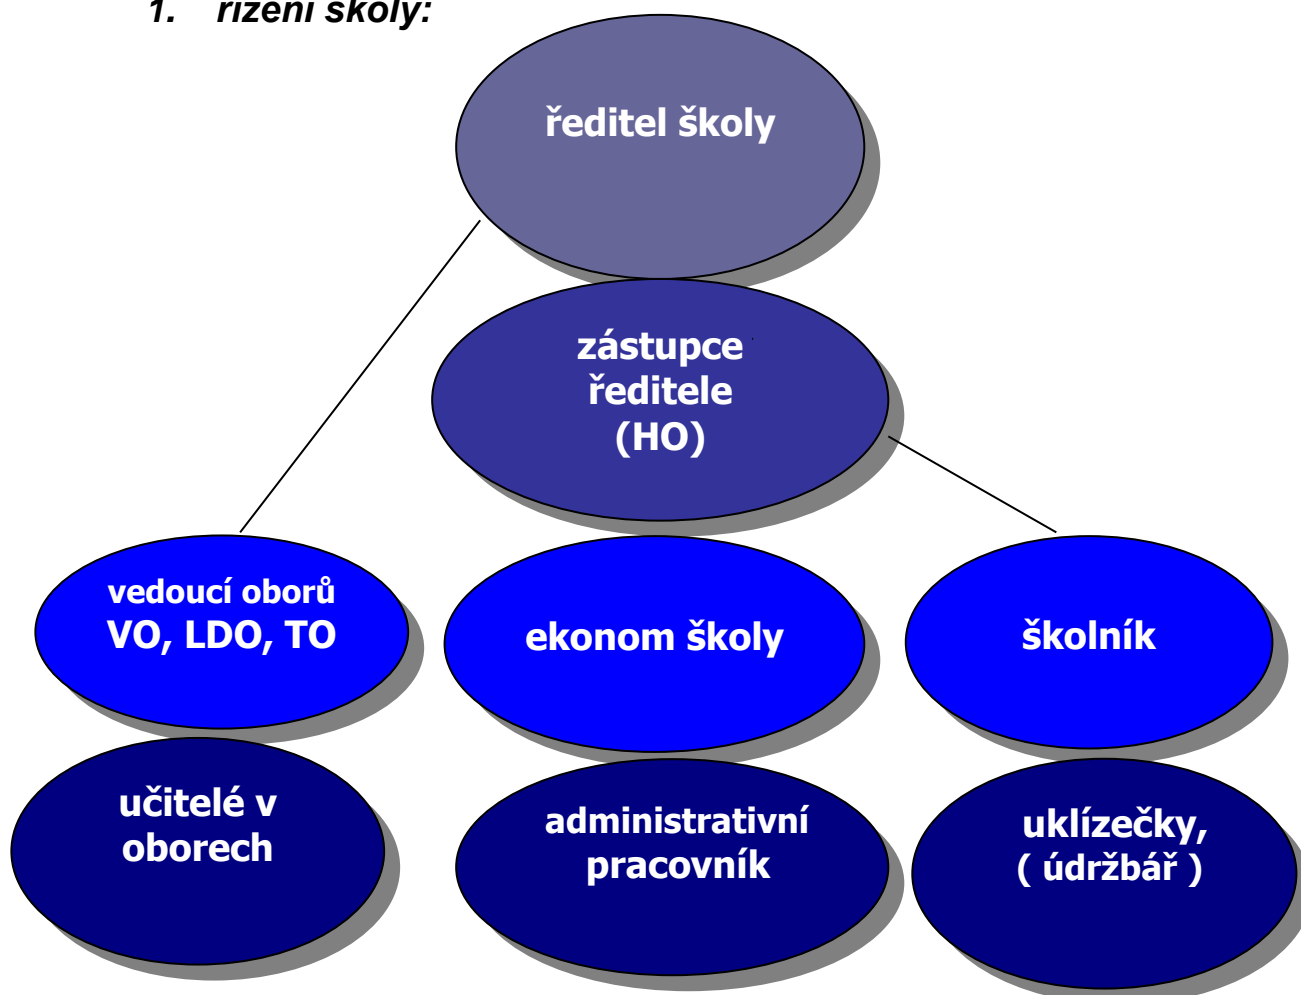 1. řízení školy:
ředitel školy
zástupce
ředitele
(HO)
vedoucí oborů
VO, LDO, TO
ekonom školy
školník
učitelé v
oborech
administrativní
pracovník
uklízečky,
( údržbář )